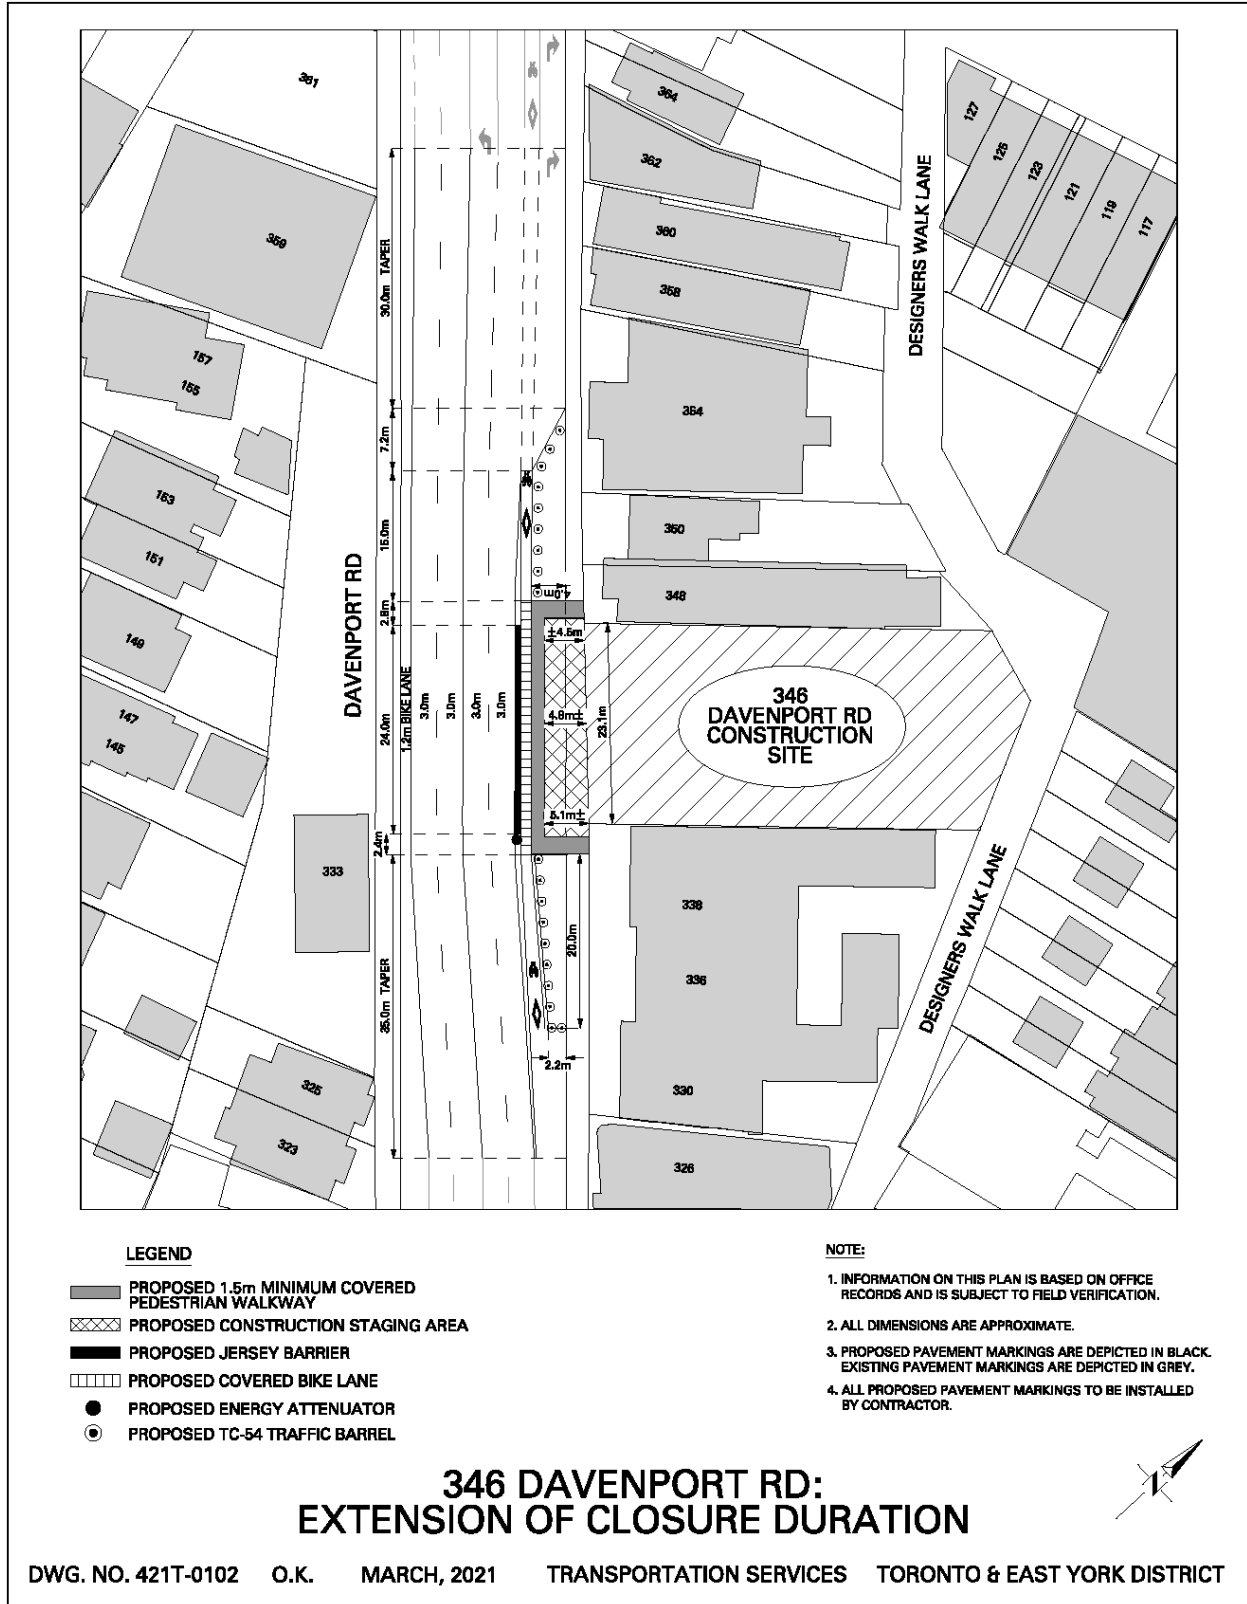 361
364
362
127
125
123
121
119
117
359
360
358
DESIGNERS WALK LANE
30.0m TAPER
157
155
354
7.2m
153
151
350
15.0m
DAVENPORT RD
4.0m
348
2.8m
149
±4.5m
346
DAVENPORT RD
CONSTRUCTION
SITE
24.0m
1.2m BIKE LANE
3.0m
3.0m
3.0m
3.0m
4.8m±
23.1m
147
145
5.1m±
2.4m
333
338
336
330
20.0m
DESIGNERS WALK LANE
35.0m TAPER
2.2m
325
323
326
LEGEND
PROPOSED 1.5m MINIMUM COVERED
PEDESTRIAN WALKWAY
PROPOSED CONSTRUCTION STAGING AREA
PROPOSED JERSEY BARRIER
PROPOSED COVERED BIKE LANE
PROPOSED ENERGY ATTENUATOR
PROPOSED TC-54 TRAFFIC BARREL
NOTE:
1. INFORMATION ON THIS PLAN IS BASED ON OFFICE
RECORDS AND IS SUBJECT TO FIELD VERIFICATION.
2. ALL DIMENSIONS ARE APPROXIMATE.
3. PROPOSED PAVEMENT MARKINGS ARE DEPICTED IN BLACK.
EXISTING PAVEMENT MARKINGS ARE DEPICTED IN GREY.
4. ALL PROPOSED PAVEMENT MARKINGS TO BE INSTALLED
BY CONTRACTOR.
N
346 DAVENPORT RD:
EXTENSION OF CLOSURE DURATION
DWG. NO. 421T-0102 O.K. MARCH, 2021 TRANSPORTATION SERVICES TORONTO & EAST YORK DISTRICT